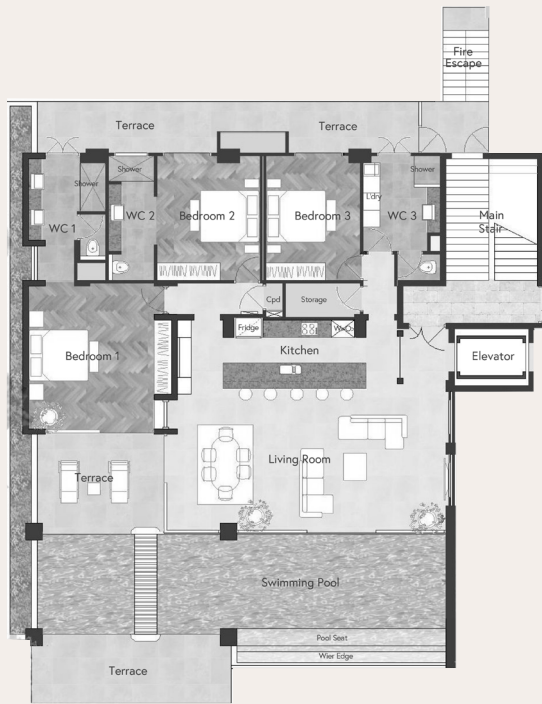 Fire
Escape
Terrace
Terrace
Shower
Shower
Shower
L'dry
WC 1
WC 2
Bedroom 2
Bedroom 3
WC 3
Main
Stair
Cpd
Storage
Fridge
Kitchen
Bedroom 1
Elevator
Living Room
Terrace
Swimming Pool
Pool Seat
Wier Edge
Terrace